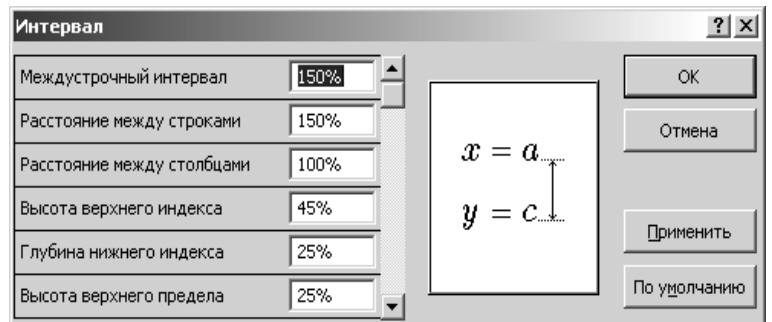 Интервал
Междустрочный интервал 150%
Расстояние между строками 150%
Расстояние между столбцами 100%
Высота верхнего индекса 45%
Глубина нижнего индекса 25%
Высота верхнего предела 25%
x = a
y = c
OK
Отмена
Применить
По умолчанию